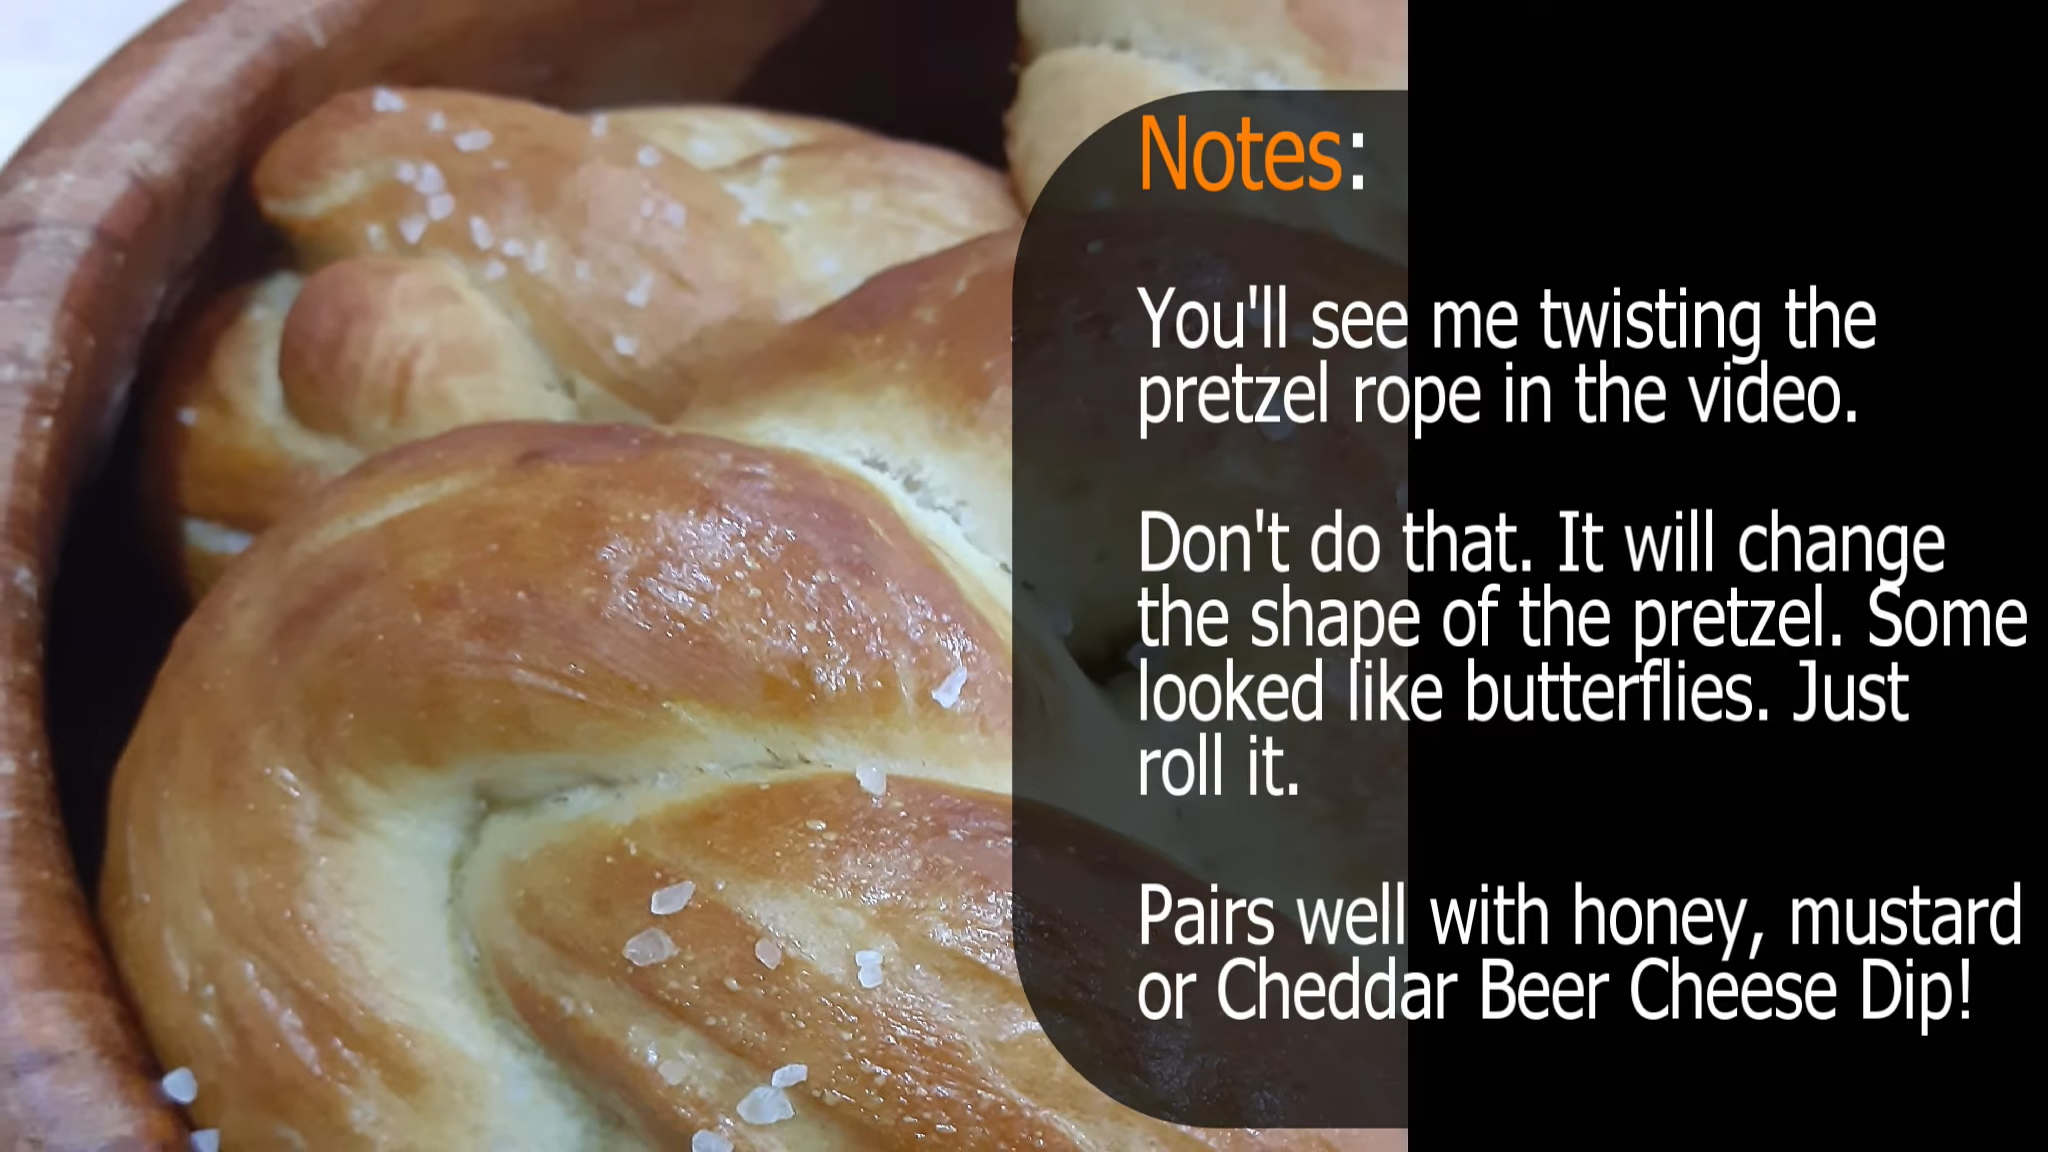 Notes:
You'll see me twisting the
pretzel rope in the video.
Don't do that. It will change
the shape of the pretzel. Some
looked like butterflies. Just
roll it.
Pairs well with honey, mustard
or Cheddar Beer Cheese Dip!